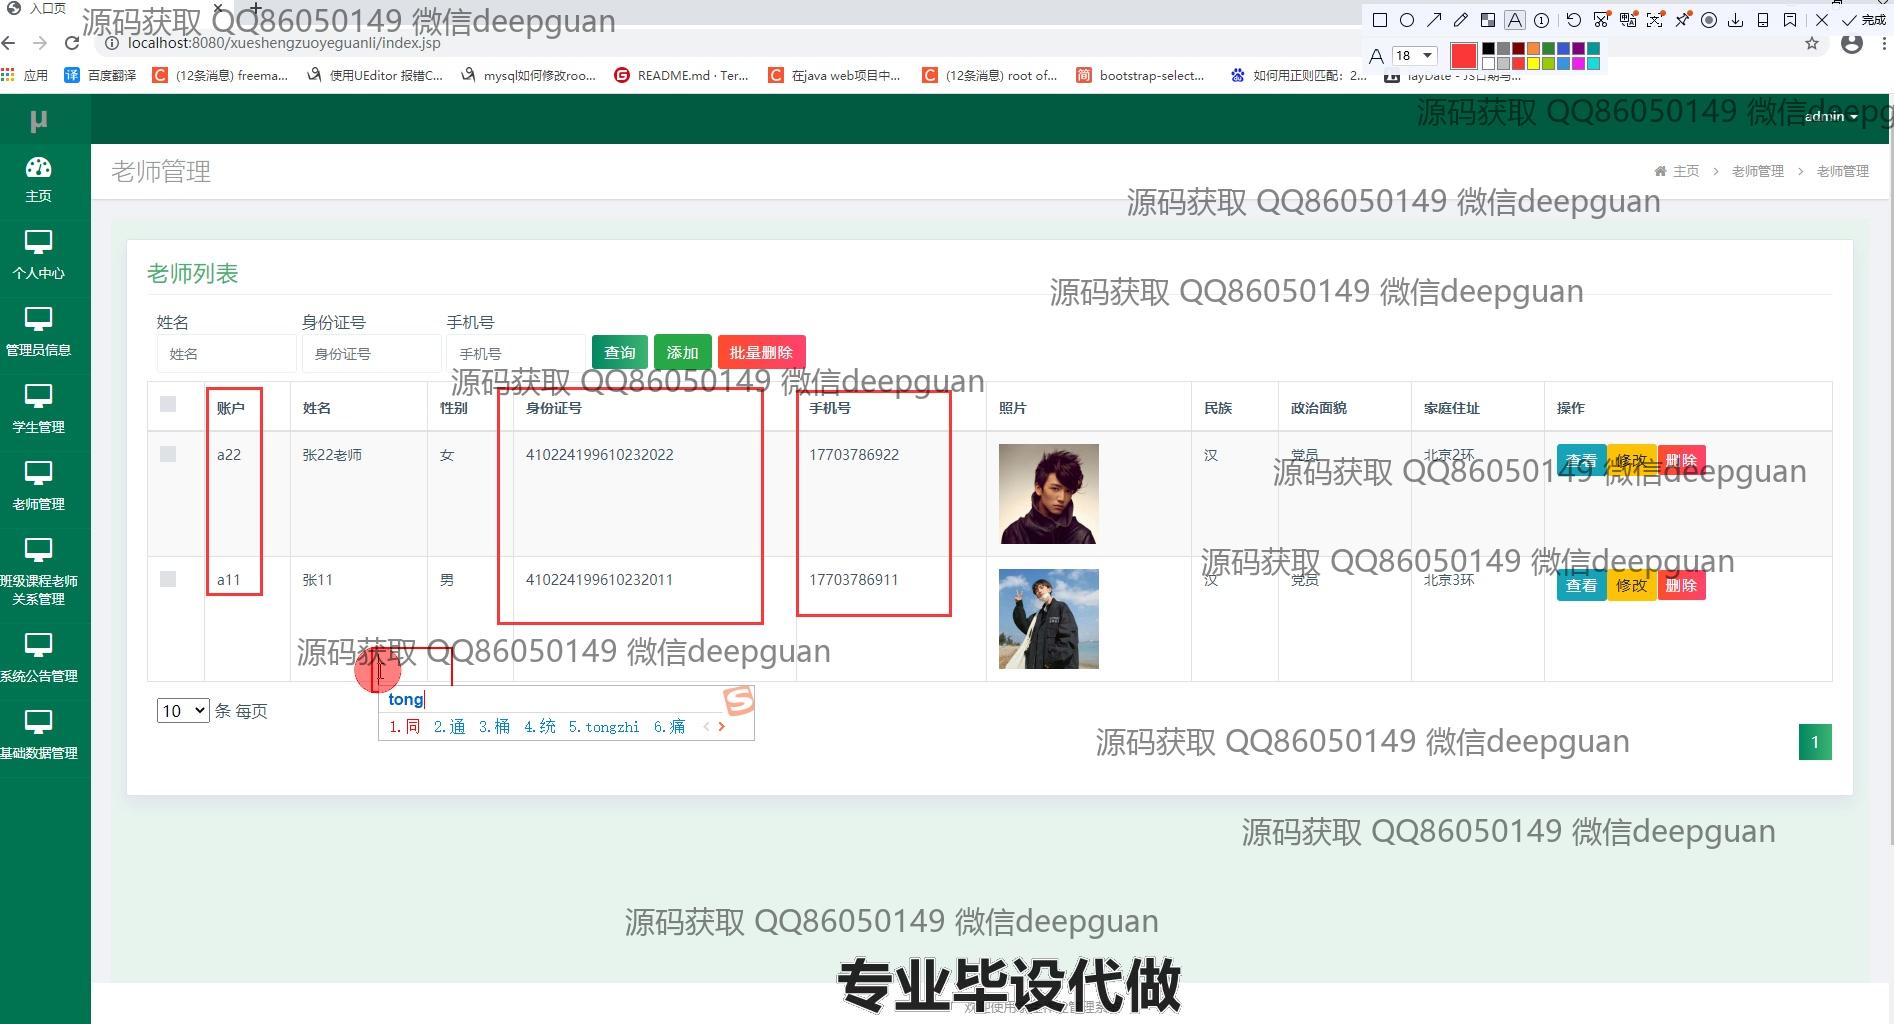 入口页
源码获取 QQ86050149 微信deepguan
完成
localhost:8080/xueshengzuoyeguanli/index.jsp
A 18
应用 百度翻译 (12条消息) freema... 使用UEditor 报错C... mysql如何修改roo... README.md · Ter... 在java web项目中... (12条消息) root of... bootstrap-select... 如何用正则匹配：2... layDate - JS日期与...
μ
源码获取 QQ86050149 微信deepg
admin
主页
个人中心
管理员信息
学生管理
老师管理
班级课程老师
关系管理
系统公告管理
基础数据管理
老师管理
主页 > 老师管理 > 老师管理
源码获取 QQ86050149 微信deepguan
老师列表
源码获取 QQ86050149 微信deepguan
姓名 身份证号 手机号
姓名 身份证号 手机号 查询 添加 批量删除
源码获取 QQ86050149 微信deepguan
账户 姓名 性别 身份证号 手机号 照片 民族 政治面貌 家庭住址 操作
a22 张22老师 女 410224199610232022 17703786922 汉 党员 北京2环 查看 修改 删除
源码获取 QQ86050149 微信deepguan
源码获取 QQ86050149 微信deepguan
a11 张11 男 410224199610232011 17703786911 汉 党员 北京3环 查看 修改 删除
源码获取 QQ86050149 微信deepguan
tong
1.同 2.通 3.桶 4.统 5.tongzhi 6.痛
10 条 每页
源码获取 QQ86050149 微信deepguan
1
源码获取 QQ86050149 微信deepguan
源码获取 QQ86050149 微信deepguan
专业毕设代做